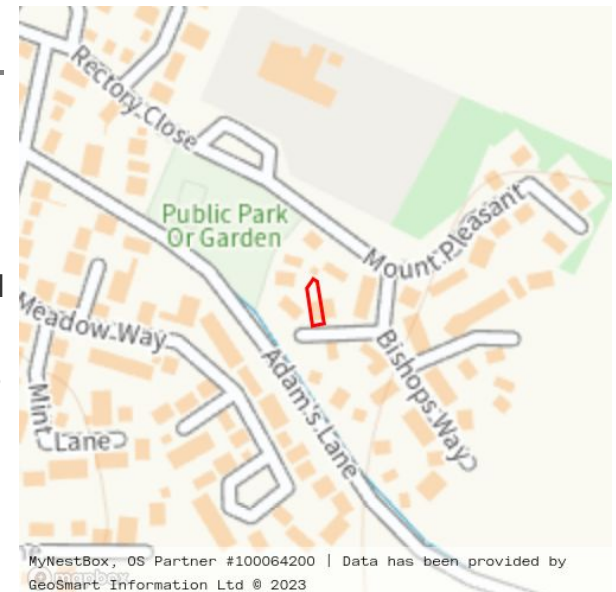 Rectory Close
Public Park
Or Garden
Mount Pleasant
Meadow Way
Adam's Lane
Bishops Way
Mint Lane
MyNestBox, OS Partner #100064200 | Data has been provided by
GeoSmart Information Ltd © 2023
mapbox